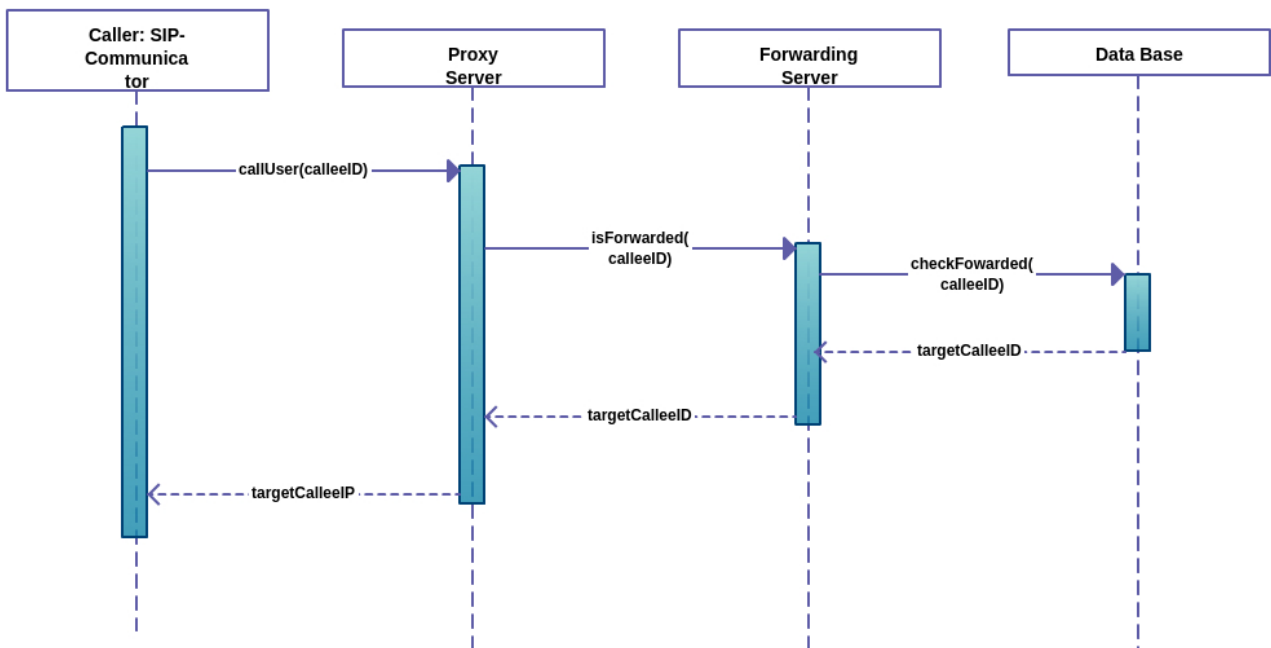 Caller: SIP-
Communica
tor
Proxy
Server
Forwarding
Server
Data Base
callUser(calleeID)
isForwarded(
calleeID)
checkFowarded(
calleeID)
targetCalleeID
targetCalleeID
targetCalleeIP